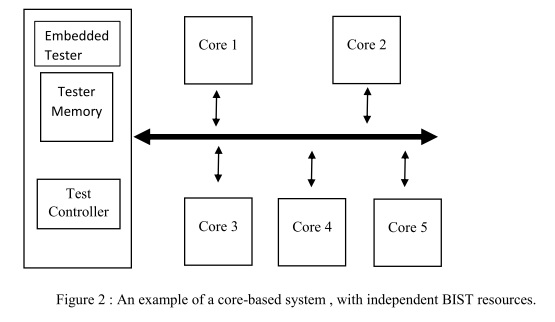 Embedded
Tester
Tester
Memory
Test
Controller
Core 1
Core 2
Core 3
Core 4
Core 5
Figure 2 : An example of a core-based system , with independent BIST resources.